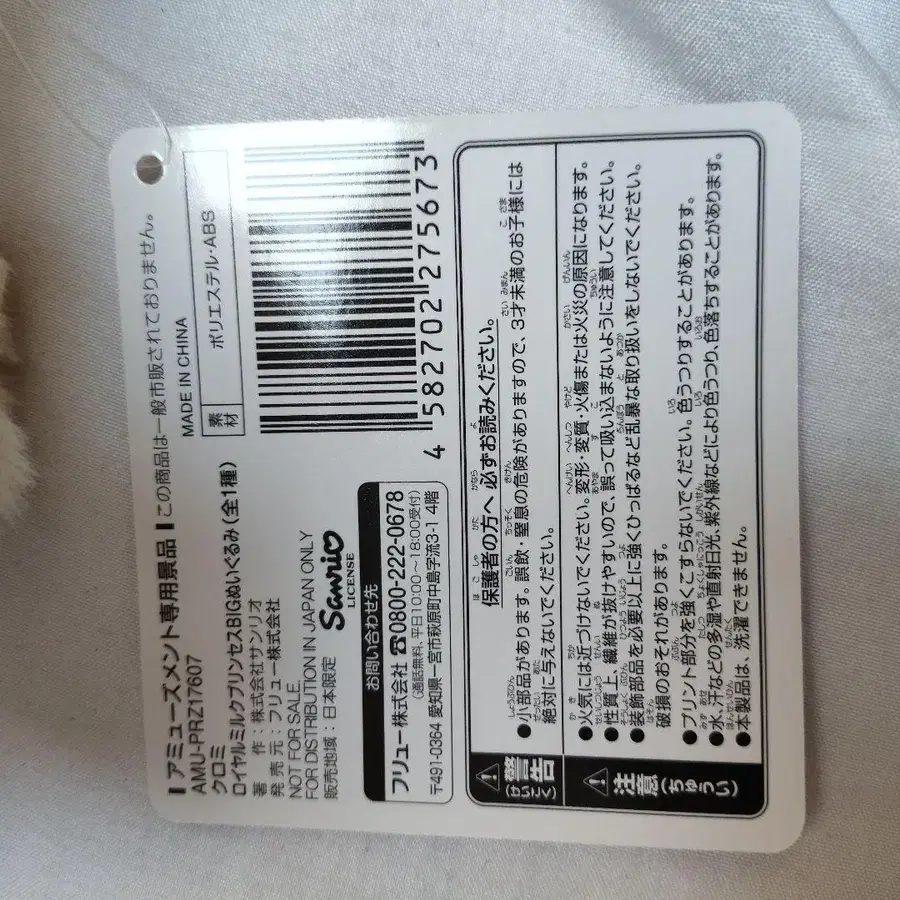 アミューズメント専用景品 この商品は一般市販されておりません。
AMU-PRZ17607
MADE IN CHINA
クロミ
ロイヤルミルクプリンセスBIGぬいぐるみ(全1種)
素材 ポリエステル・ABS
著 作:株式会社サンリオ
発 売 元:フリュー株式会社
NOT FOR SALE.
FOR DISTRIBUTION IN JAPAN ONLY
販売地域:日本限定
Sanrio
LICENSE
4 582702 275673
お問い合わせ先
フリュー株式会社 ☎0800-222-0678
(通話無料、平日10:00~18:00受付)
〒491-0364 愛知県一宮市萩原町中島字流3-1 4階
保護者の方へ 必ずお読みください。
警告
(けいこく)
●小部品があります。誤飲・窒息の危険がありますので、3才未満のお子様には
絶対に与えないでください。
注意
(ちゅうい)
●火気には近づけないでください。変形・変質・火傷または火災の原因になります。
●性質上、繊維が抜けやすいので、誤って吸い込まないように注意してください。
●装飾部品を必要以上に強くひっぱるなど乱暴な取り扱いをしないでください。
破損のおそれがあります。
●プリント部分を強くこすらないでください。色うつりすることがあります。
●水、汗などの多湿や直射日光、紫外線などにより色うつり、色落ちすることがあります。
●本製品は、洗濯できません。